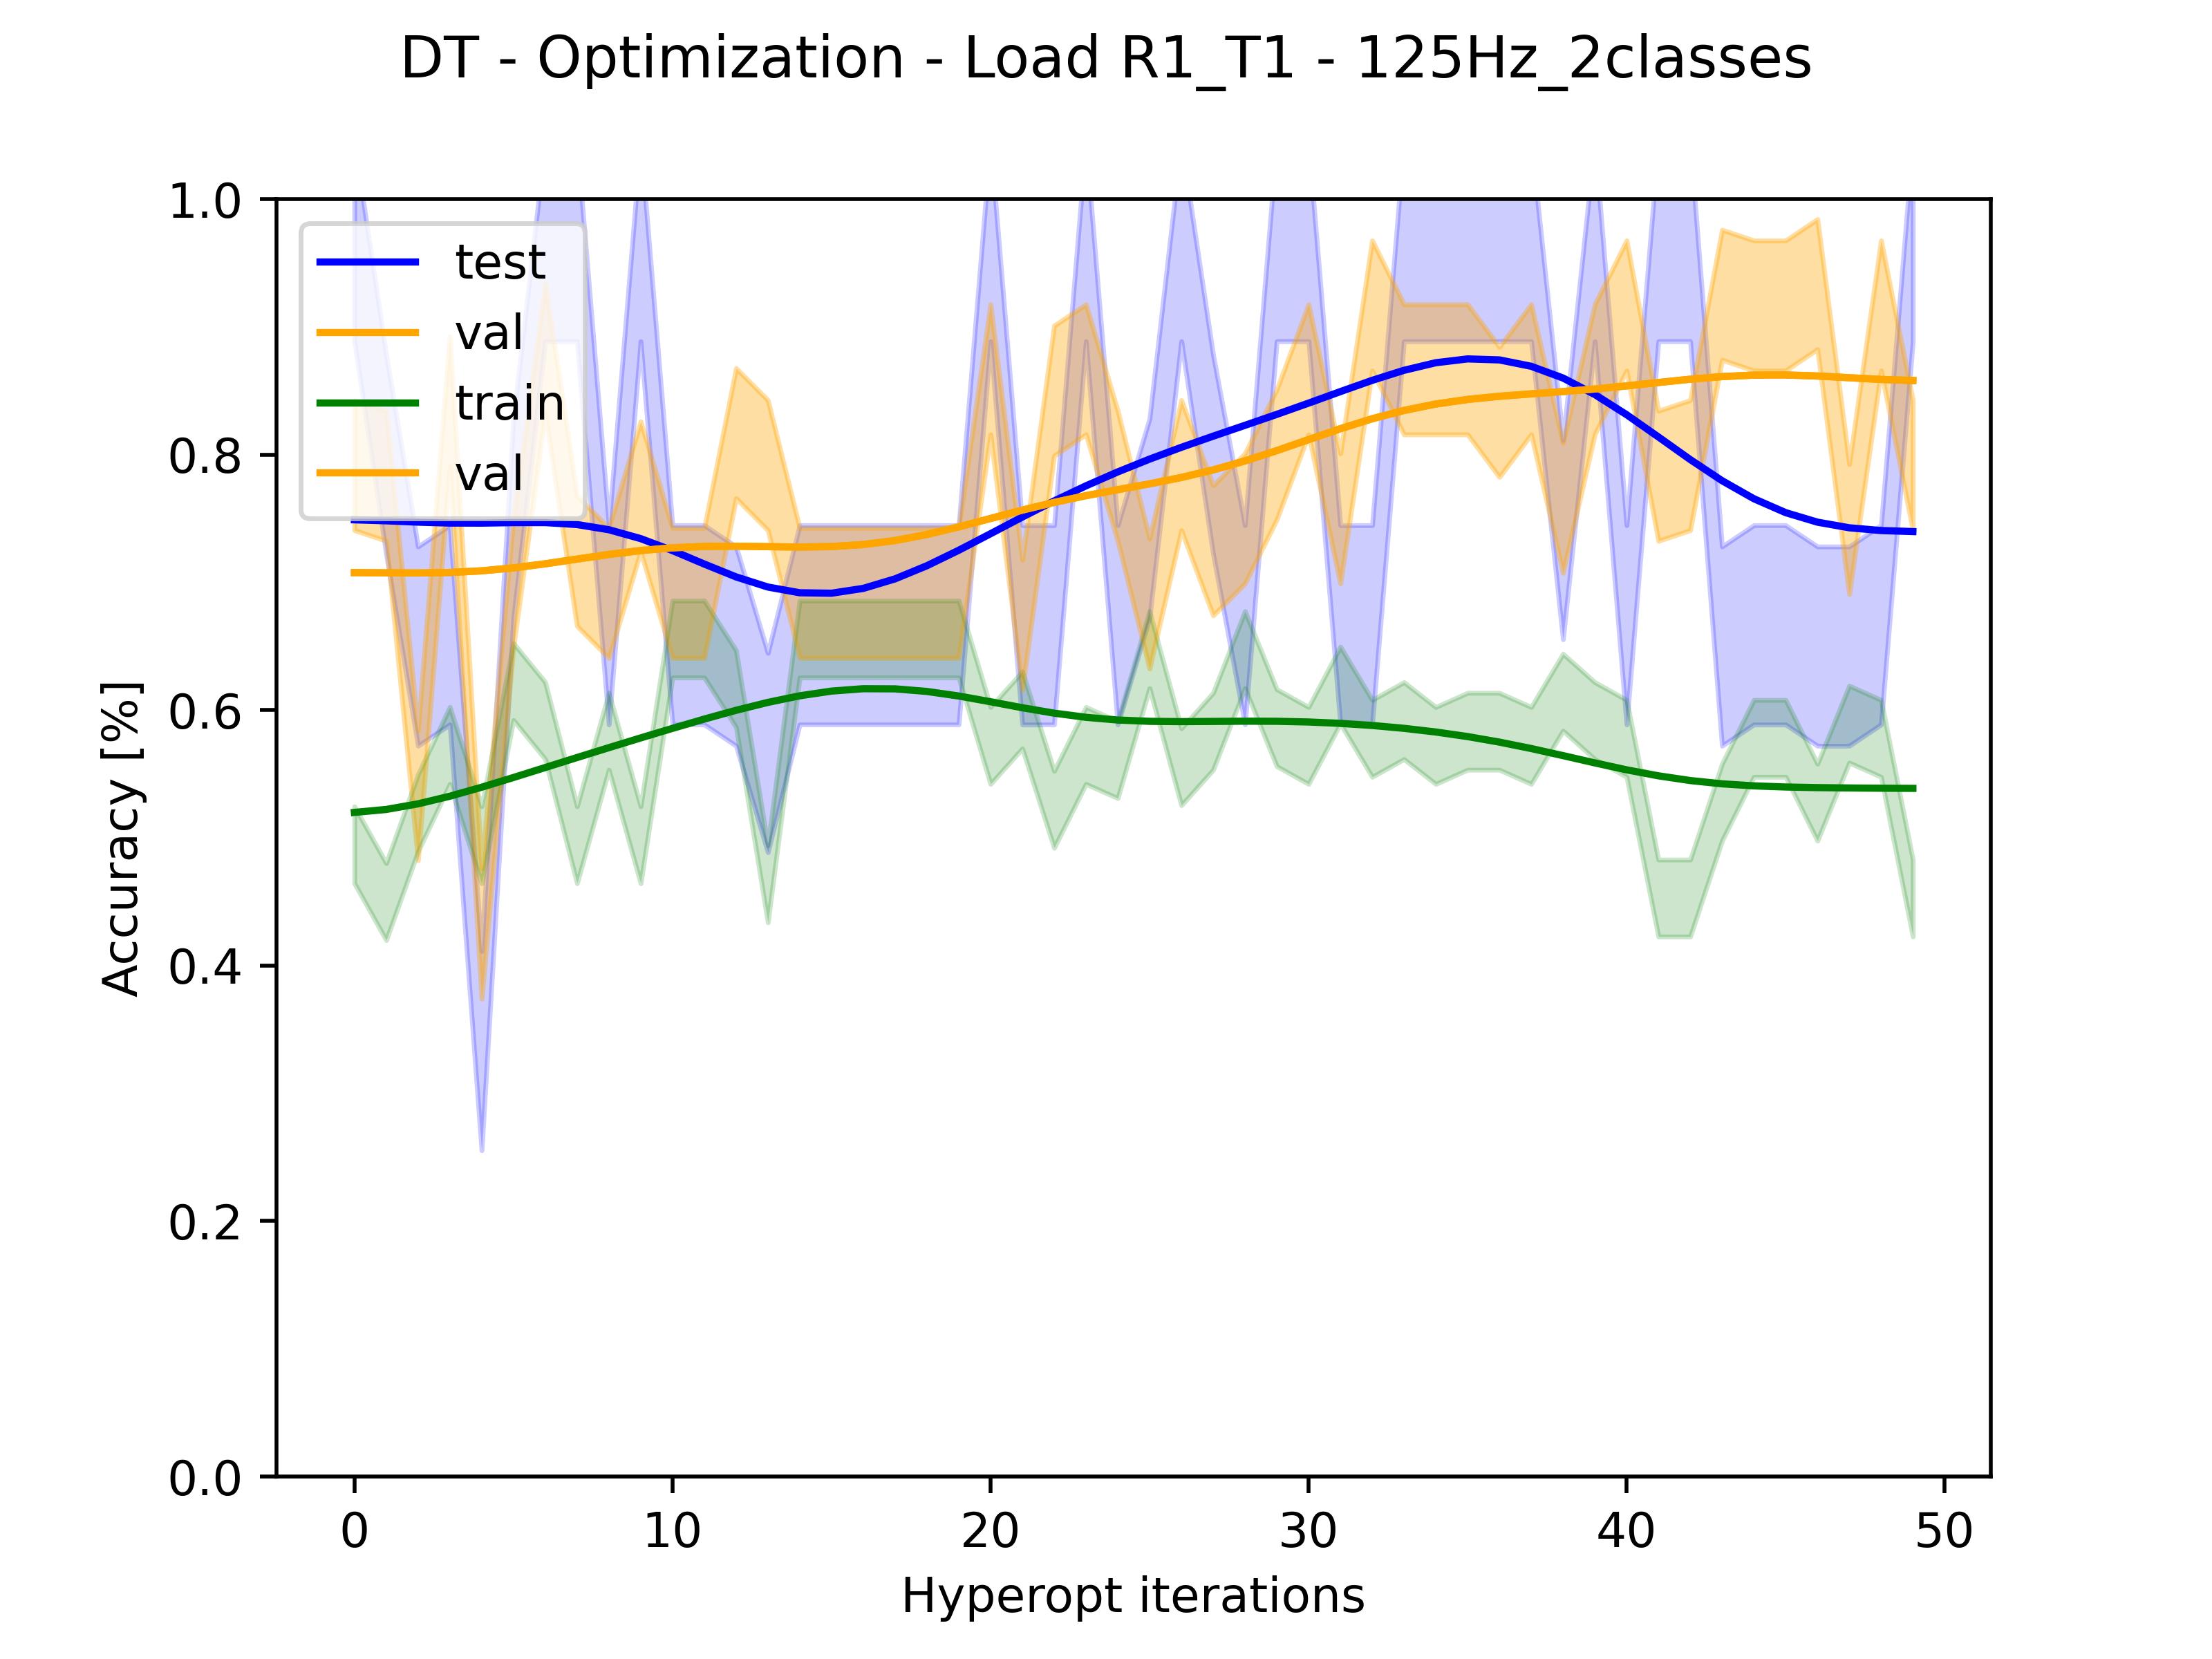 DT - Optimization - Load R1_T1 - 125Hz_2classes
1.0
0.8
0.6
0.4
0.2
0.0
Accuracy [%]
test
val
train
val
0 10 20 30 40 50
Hyperopt iterations